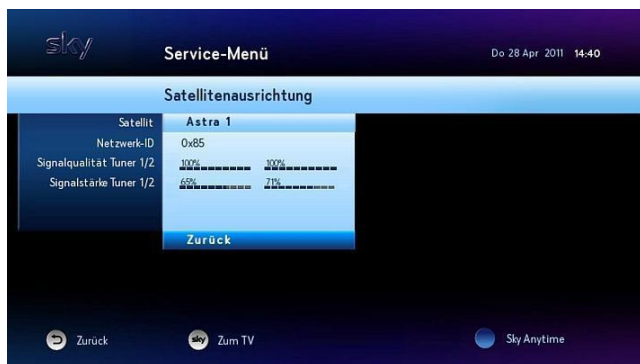 sky
Service-Menü
Do 28 Apr 2011 14:40
Satellitenausrichtung
Satellit Astra 1
Netzwerk-ID 0x85
Signalqualität Tuner 1/2 100% 100%
Signalstärke Tuner 1/2 65% 71%
Zurück
Zurück
sky Zum TV
Sky Anytime